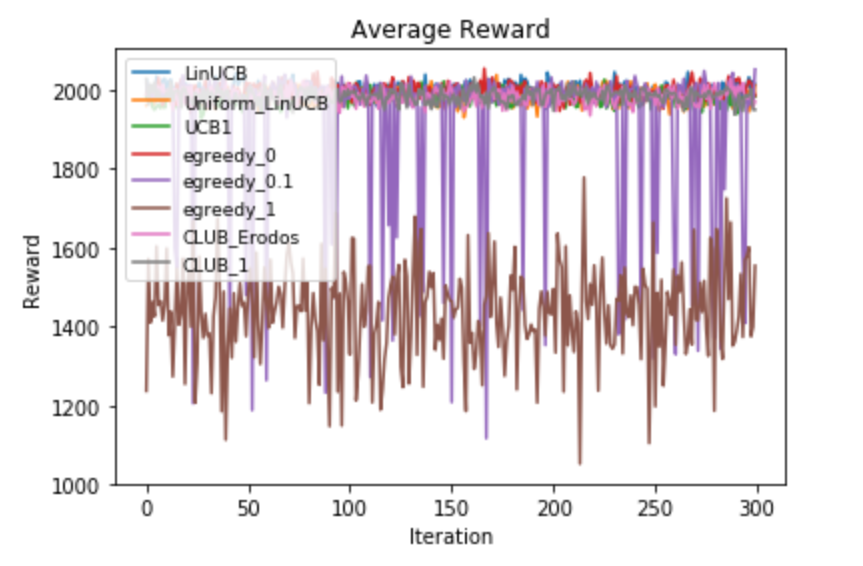 Average Reward
LinUCB
Uniform_LinUCB
UCB1
egreedy_0
egreedy_0.1
egreedy_1
CLUB_Erodos
CLUB_1
Reward
2000
1800
1600
1400
1200
1000
0 50 100 150 200 250 300
Iteration